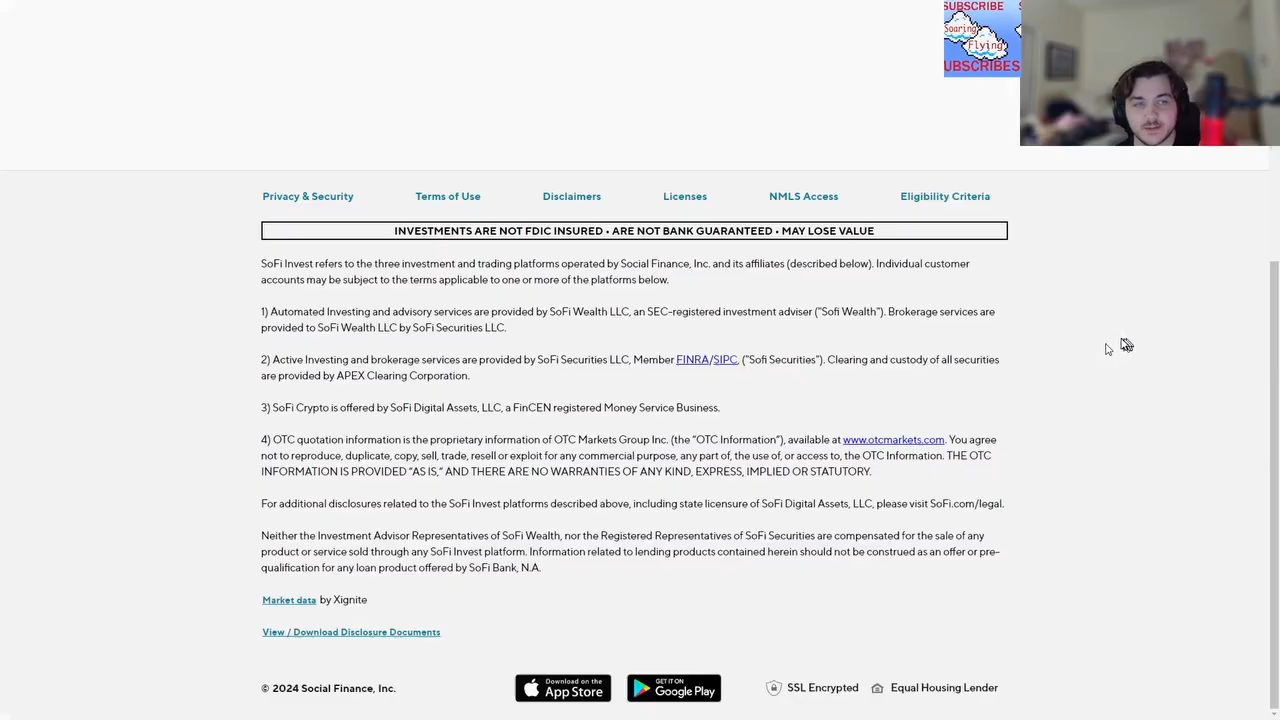 SUBSCRIBE
Soaring
Flying
SUBSCRIBES
Privacy & Security Terms of Use Disclaimers Licenses NMLS Access Eligibility Criteria
INVESTMENTS ARE NOT FDIC INSURED • ARE NOT BANK GUARANTEED • MAY LOSE VALUE
SoFi Invest refers to the three investment and trading platforms operated by Social Finance, Inc. and its affiliates (described below). Individual customer
accounts may be subject to the terms applicable to one or more of the platforms below.
1) Automated Investing and advisory services are provided by SoFi Wealth LLC, an SEC-registered investment adviser ("Sofi Wealth"). Brokerage services are
provided to SoFi Wealth LLC by SoFi Securities LLC.
2) Active Investing and brokerage services are provided by SoFi Securities LLC, Member FINRA/SIPC, ("Sofi Securities"). Clearing and custody of all securities
are provided by APEX Clearing Corporation.
3) SoFi Crypto is offered by SoFi Digital Assets, LLC, a FinCEN registered Money Service Business.
4) OTC quotation information is the proprietary information of OTC Markets Group Inc. (the “OTC Information”), available at www.otcmarkets.com. You agree
not to reproduce, duplicate, copy, sell, trade, resell or exploit for any commercial purpose, any part of, the use of, or access to, the OTC Information. THE OTC
INFORMATION IS PROVIDED “AS IS,” AND THERE ARE NO WARRANTIES OF ANY KIND, EXPRESS, IMPLIED OR STATUTORY.
For additional disclosures related to the SoFi Invest platforms described above, including state licensure of SoFi Digital Assets, LLC, please visit SoFi.com/legal.
Neither the Investment Advisor Representatives of SoFi Wealth, nor the Registered Representatives of SoFi Securities are compensated for the sale of any
product or service sold through any SoFi Invest platform. Information related to lending products contained herein should not be construed as an offer or pre-
qualification for any loan product offered by SoFi Bank, N.A.
Market data by Xignite
View / Download Disclosure Documents
© 2024 Social Finance, Inc.
Download on the
App Store
GET IT ON
Google Play
SSL Encrypted
Equal Housing Lender